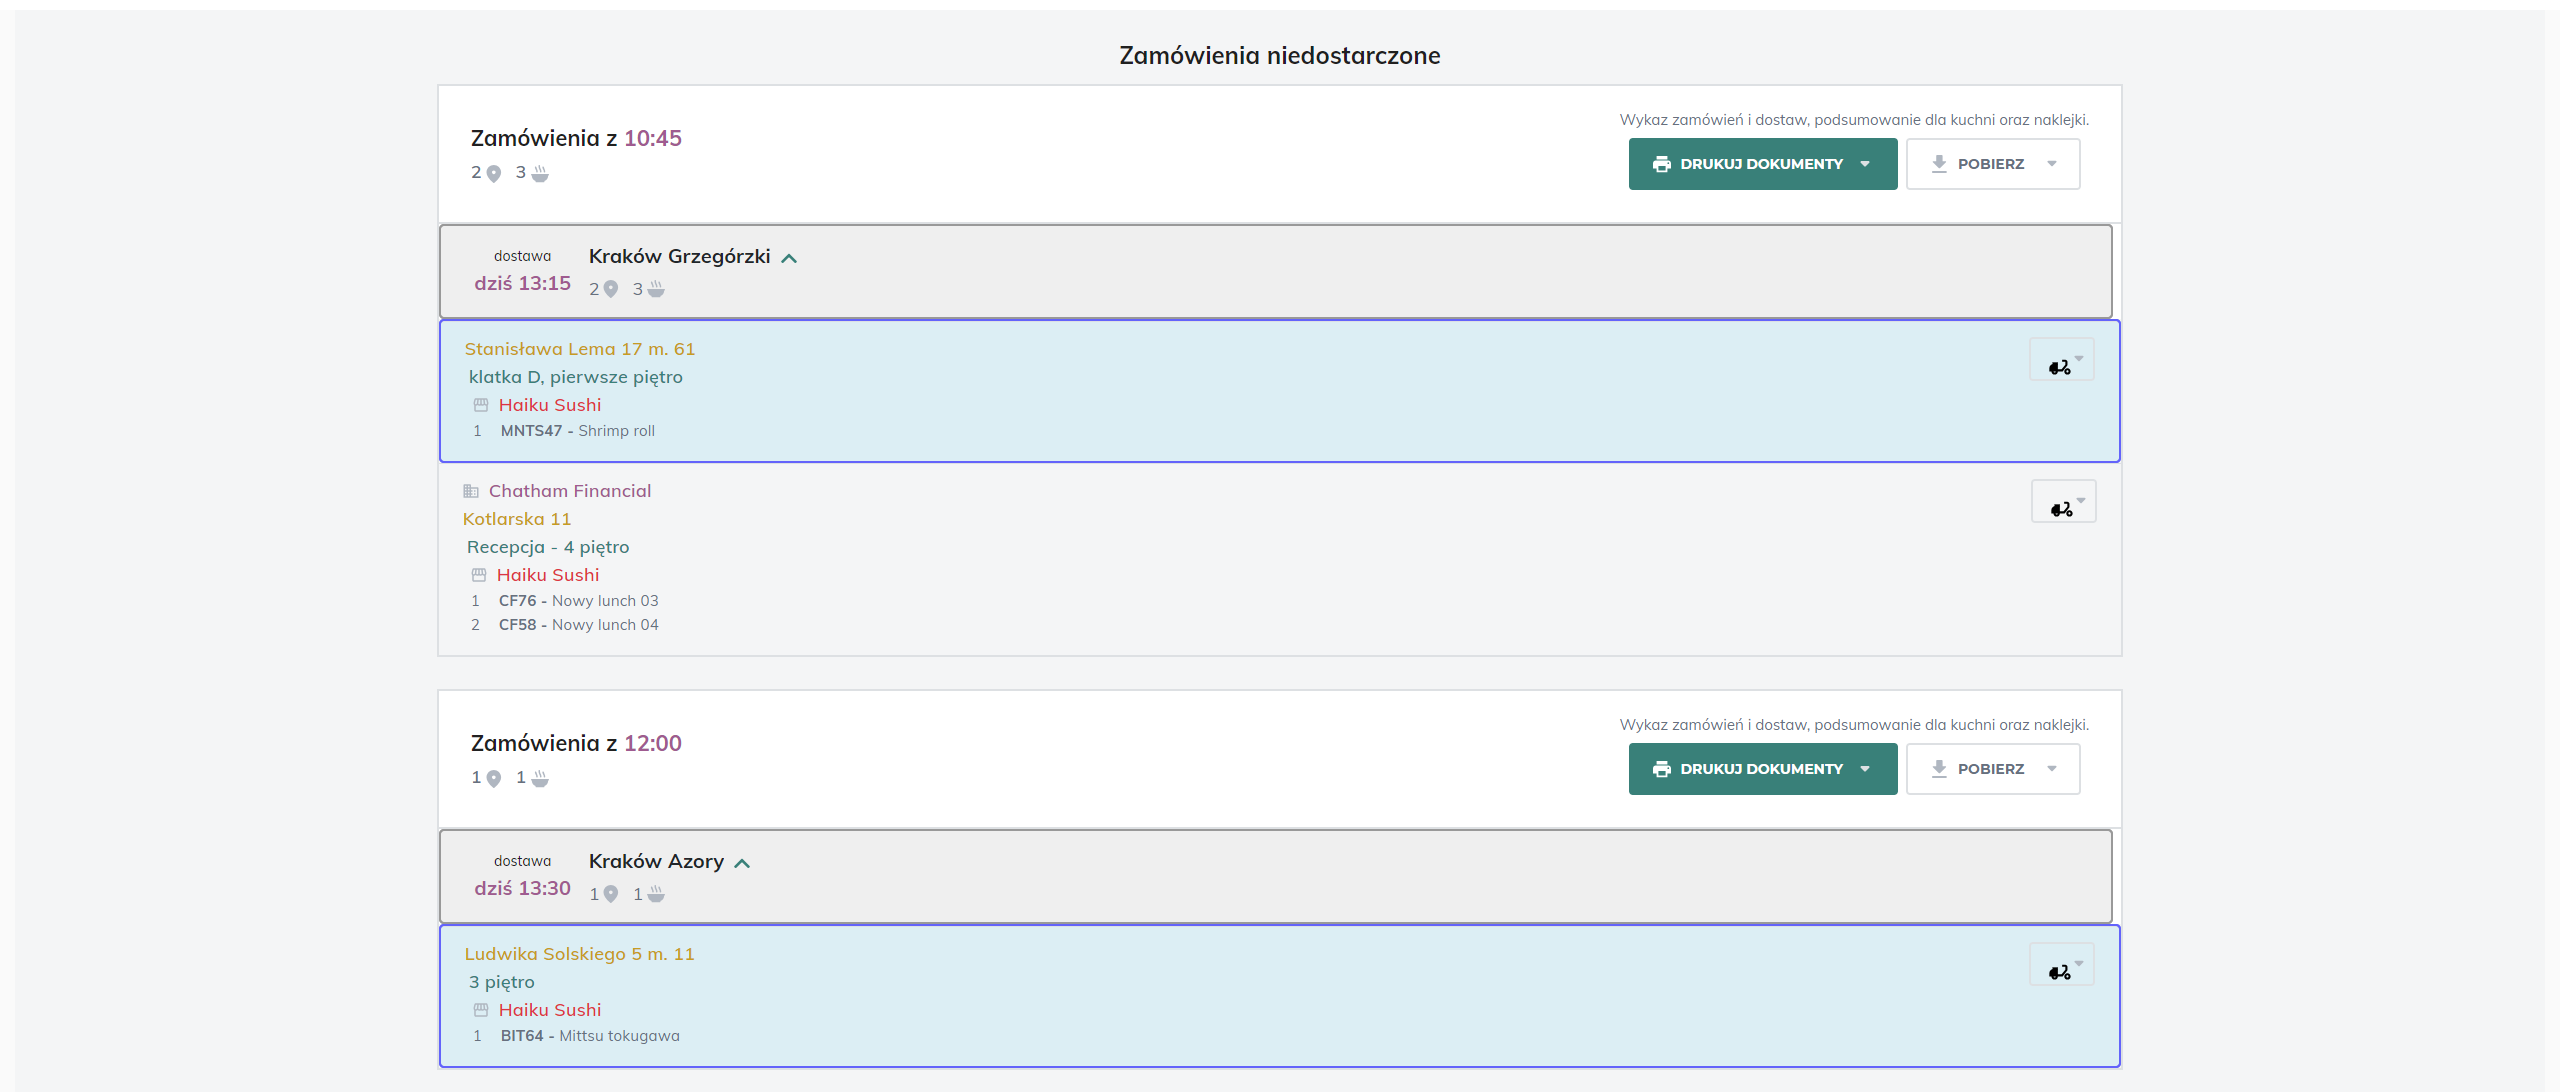 Zamówienia niedostarczone
Zamówienia z 10:45
2 3
Wykaz zamówień i dostaw, podsumowanie dla kuchni oraz naklejki.
DRUKUJ DOKUMENTY
POBIERZ
dostawa
dziś 13:15
Kraków Grzegórzki
2 3
Stanisława Lema 17 m. 61
klatka D, pierwsze piętro
Haiku Sushi
1 MNTS47 - Shrimp roll
Chatham Financial
Kotlarska 11
Recepcja - 4 piętro
Haiku Sushi
1 CF76 - Nowy lunch 03
2 CF58 - Nowy lunch 04
Zamówienia z 12:00
1 1
Wykaz zamówień i dostaw, podsumowanie dla kuchni oraz naklejki.
DRUKUJ DOKUMENTY
POBIERZ
dostawa
dziś 13:30
Kraków Azory
1 1
Ludwika Solskiego 5 m. 11
3 piętro
Haiku Sushi
1 BIT64 - Mittsu tokugawa